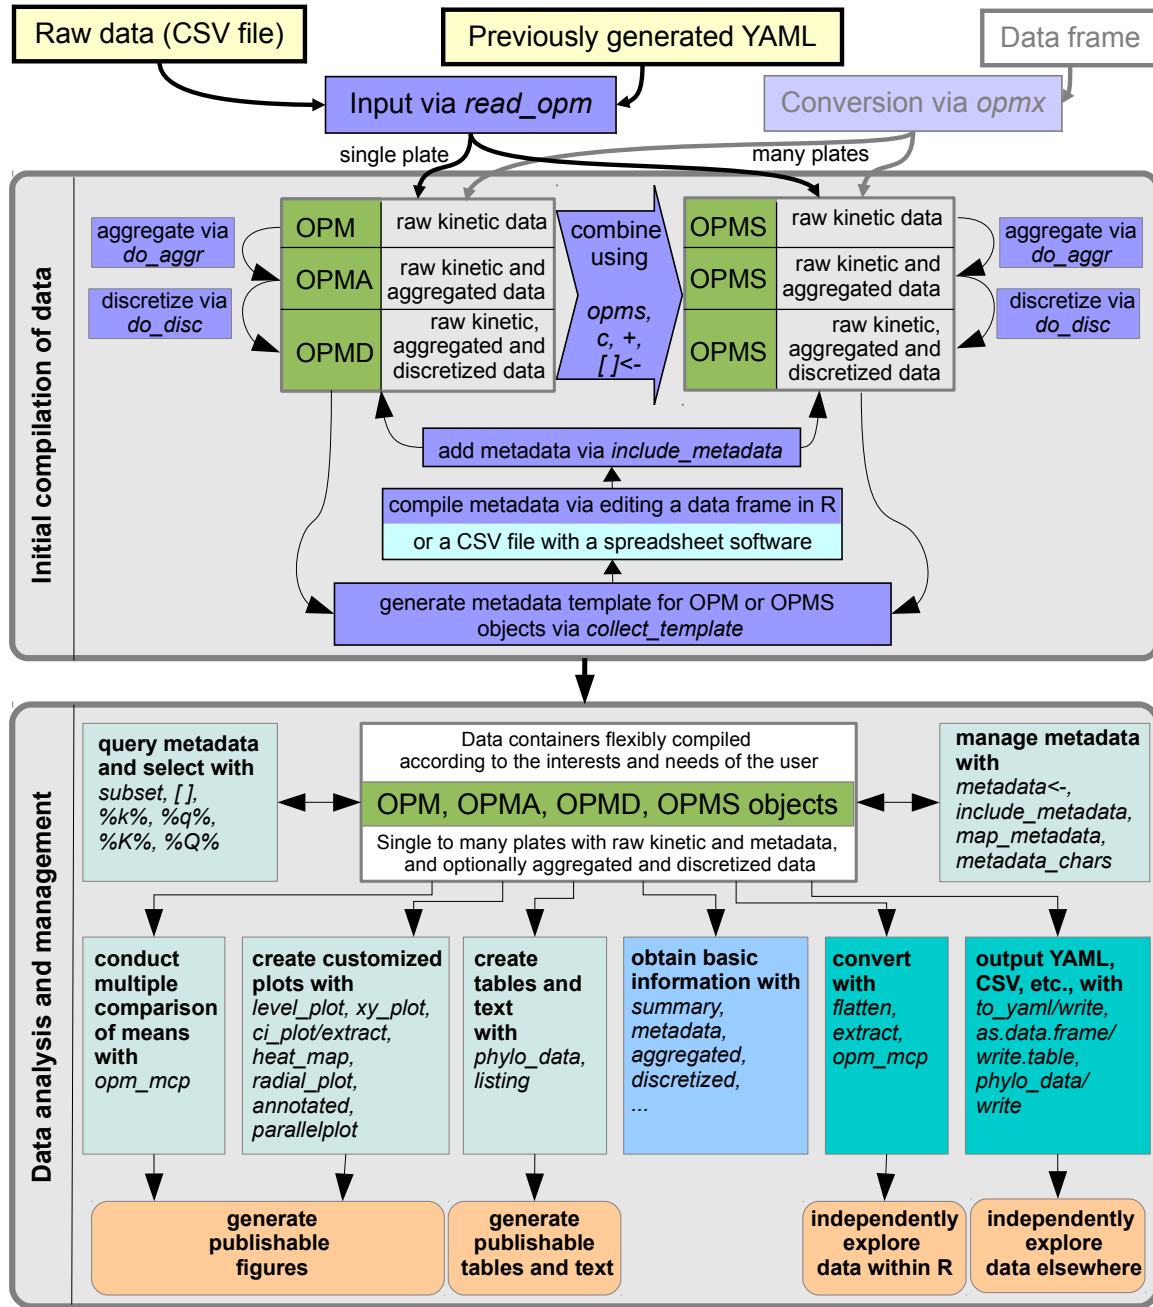 Raw data (CSV file)
Previously generated YAML
Data frame
Input via read_opm
Conversion via opmx
single plate
many plates
Initial compilation of data
aggregate via
do_aggr
discretize via
do_disc
OPM
raw kinetic data
OPMA
raw kinetic and
aggregated data
OPMD
raw kinetic,
aggregated and
discretized data
combine
using
opms,
c, +,
[ ]<-
OPMS
raw kinetic data
OPMS
raw kinetic and
aggregated data
OPMS
raw kinetic,
aggregated and
discretized data
aggregate via
do_aggr
discretize via
do_disc
add metadata via include_metadata
compile metadata via editing a data frame in R
or a CSV file with a spreadsheet software
generate metadata template for OPM or OPMS
objects via collect_template
Data analysis and management
query metadata
and select with
subset, [ ],
%k%, %q%,
%K%, %Q%
Data containers flexibly compiled
according to the interests and needs of the user
OPM, OPMA, OPMD, OPMS objects
Single to many plates with raw kinetic and metadata,
and optionally aggregated and discretized data
manage metadata
with
metadata<-,
include_metadata,
map_metadata,
metadata_chars
conduct
multiple
comparison
of means
with
opm_mcp
create customized
plots with
level_plot, xy_plot,
ci_plot/extract,
heat_map,
radial_plot,
annotated,
parallelplot
create
tables and
text
with
phylo_data,
listing
obtain basic
information with
summary,
metadata,
aggregated,
discretized,
...
convert
with
flatten,
extract,
opm_mcp
output YAML,
CSV, etc., with
to_yaml/write,
as.data.frame/
write.table,
phylo_data/
write
generate
publishable
figures
generate
publishable
tables and text
independently
explore
data within R
independently
explore
data elsewhere